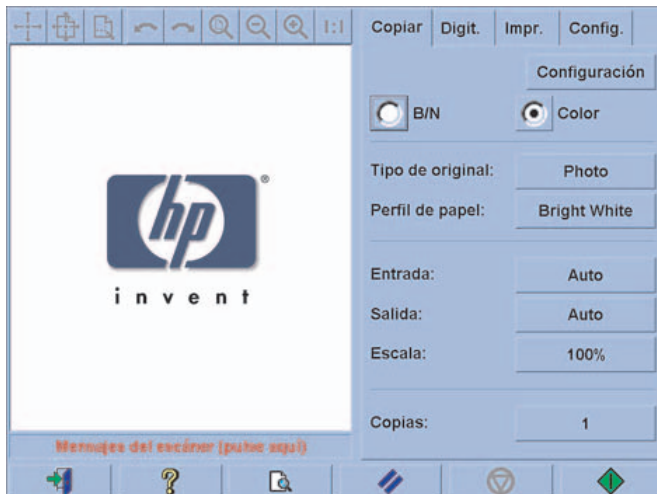 1:1
Copiar Digit. Impr. Config.
Configuración
B/N Color
Tipo de original: Photo
Perfil de papel: Bright White
hp®
invent
Entrada: Auto
Salida: Auto
Escala: 100%
Copias: 1
Mensajes del escáner (pulse aquí)
?